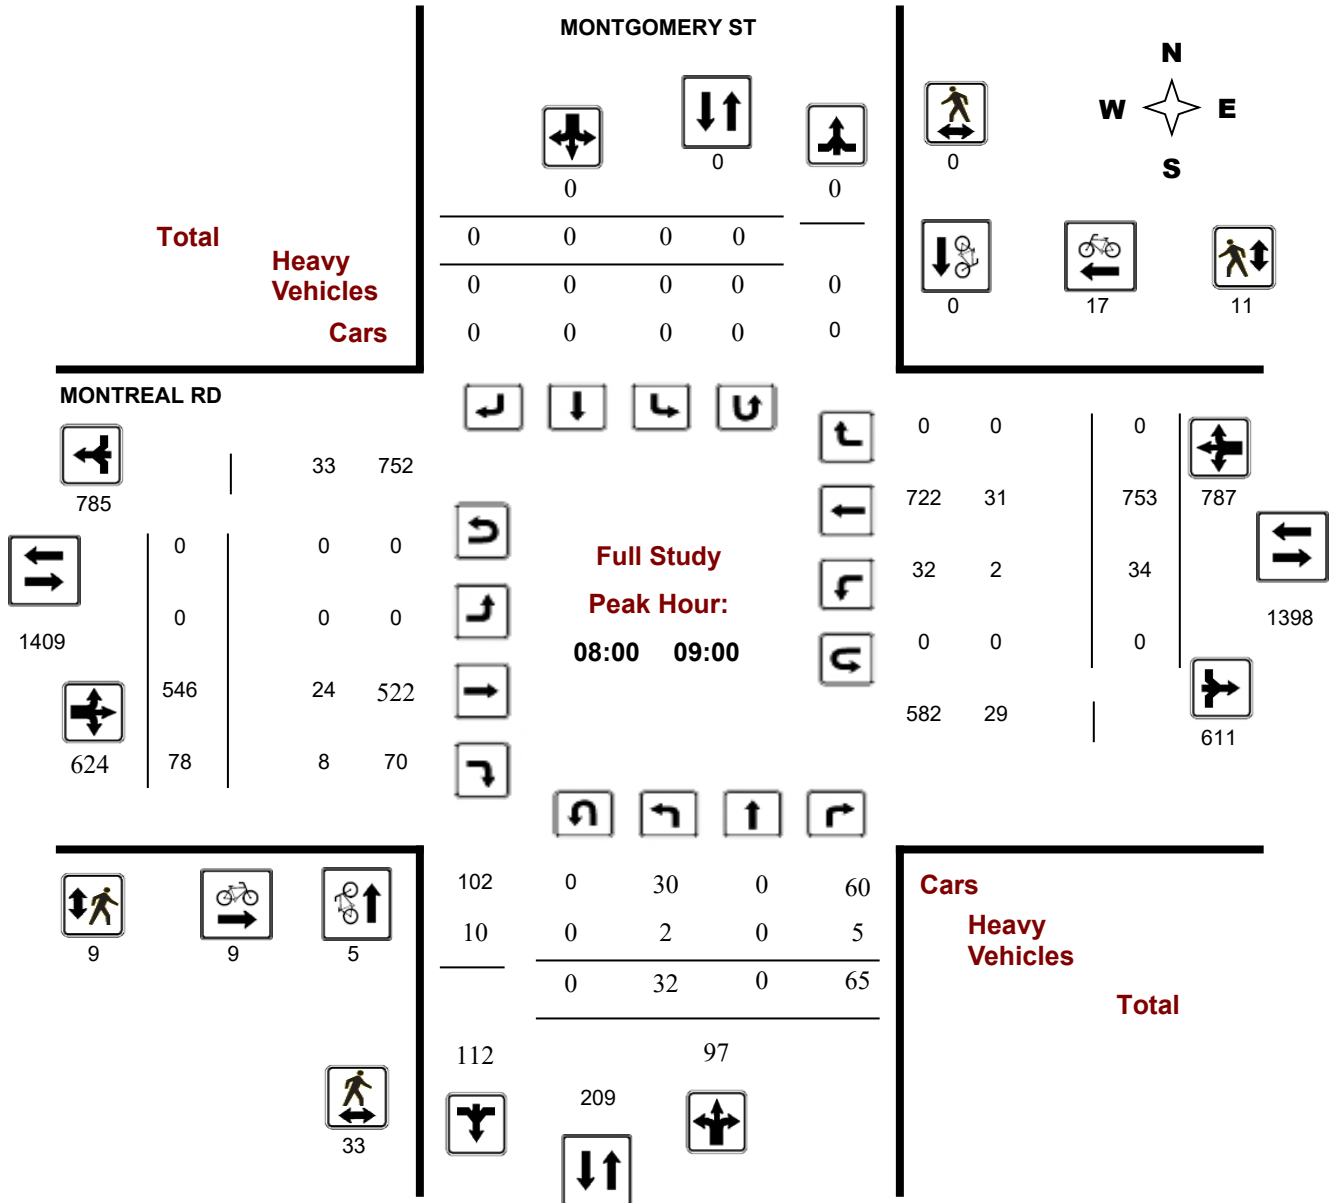 MONTGOMERY ST
N
W E
S
0
0
0 0
0
Total
0 0 0 0
Heavy
Vehicles
0 0 0 0 0
Cars
0 0 0 0 0
0 17 11
MONTREAL RD
0 0 0
33 752
785
722 31 753 787
0 0 0
Full Study
32 2 34
Peak Hour:
0 0 0
1409
1398
08:00 09:00
0 0 0
546 24 522
582 29
611
624 78 8 70
102 0 30 0 60
Cars
10 0 2 0 5
Heavy
Vehicles
9 9 5
0 32 0 65
Total
112 97
209
33